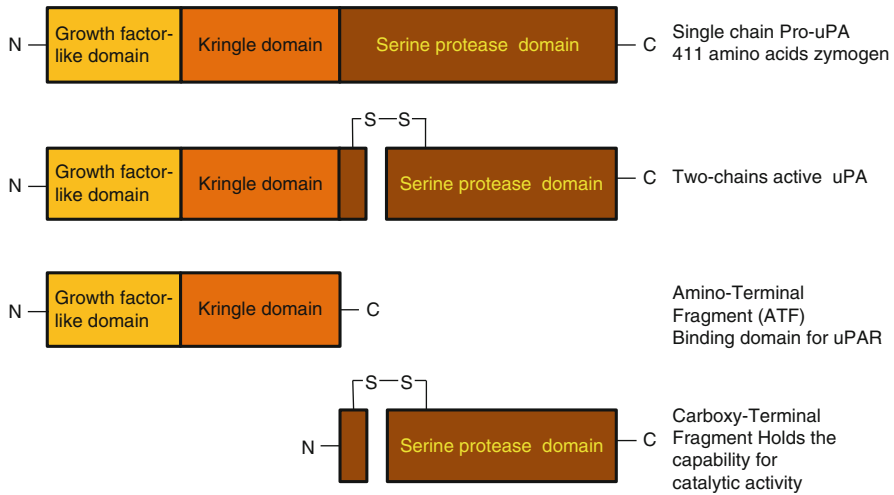 N
Growth factor-
like domain
Kringle domain
Serine protease domain
C
Single chain Pro-uPA
411 amino acids zymogen
S S
N
Growth factor-
like domain
Kringle domain
Serine protease domain
C
Two-chains active uPA
N
Growth factor-
like domain
Kringle domain
C
Amino-Terminal
Fragment (ATF)
Binding domain for uPAR
S S
N
Serine protease domain
C
Carboxy-Terminal
Fragment Holds the
capability for
catalytic activity